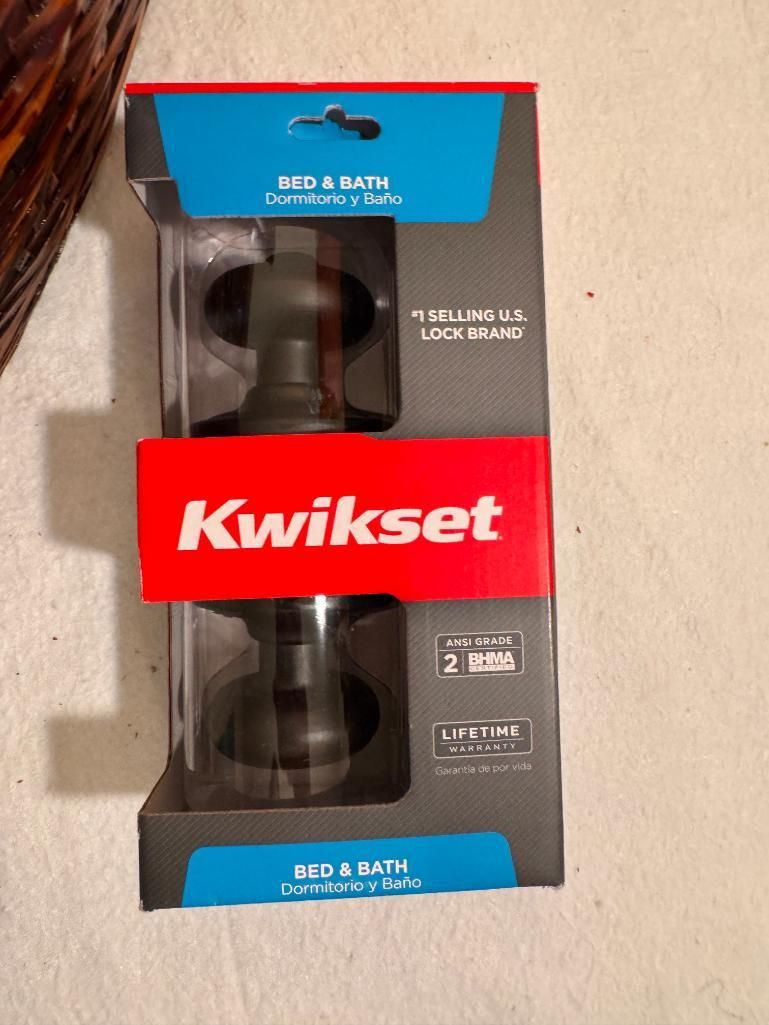 BED & BATH
Dormitorio y Baño
#1 SELLING U.S.
LOCK BRAND*
Kwikset
ANSI GRADE
2 BHMA
CERTIFIED
LIFETIME
WARRANTY
Garantía de por vida
BED & BATH
Dormitorio y Baño